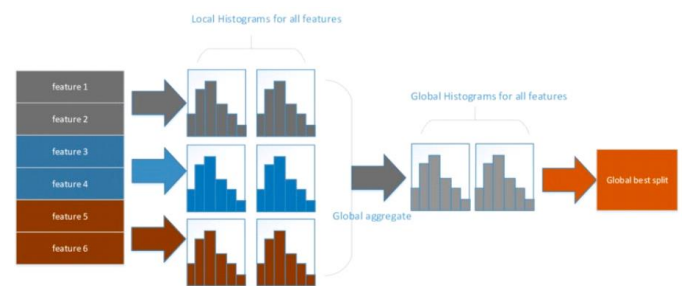 Local Histograms for all features
feature 1
feature 2
feature 3
feature 4
feature 5
feature 6
Global aggregate
Global Histograms for all features
Global best split